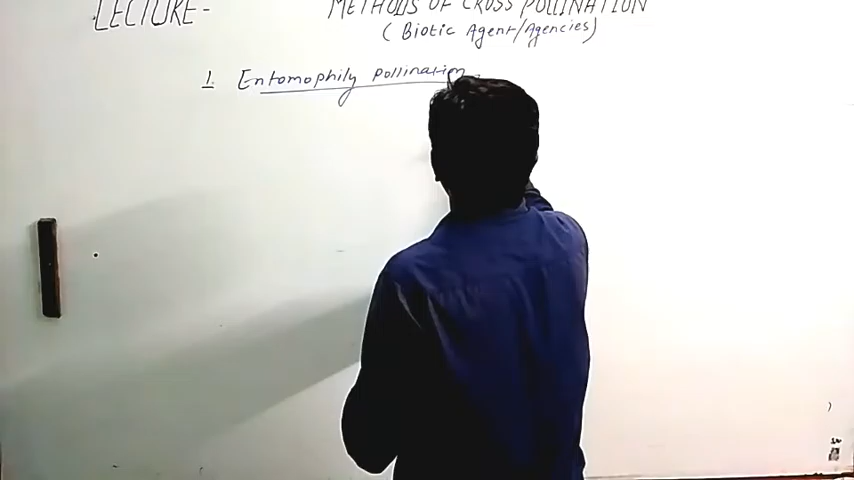 LECTURE - METHODS OF CROSS POLLINATION
( Biotic Agent/Agencies)
1. Entomophily pollination